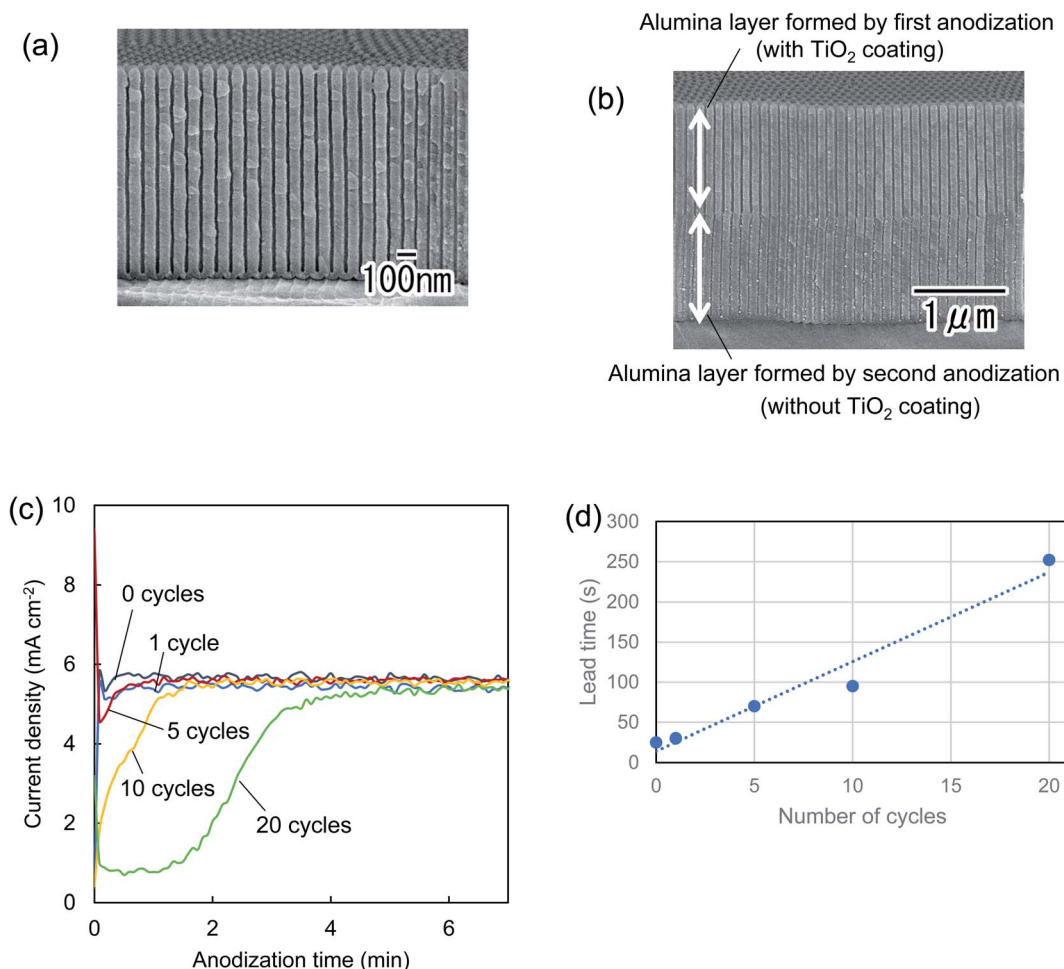 (a)
100nm
Alumina layer formed by first anodization
(with TiO₂ coating)
(b)
1 μm
Alumina layer formed by second anodization
(without TiO₂ coating)
(c)
10
8
6
4
2
0
Current density (mA cm⁻²)
0 cycles
1 cycle
5 cycles
10 cycles
20 cycles
0 2 4 6
Anodization time (min)
(d)
300
250
200
150
100
50
0
Lead time (s)
0 5 10 15 20
Number of cycles